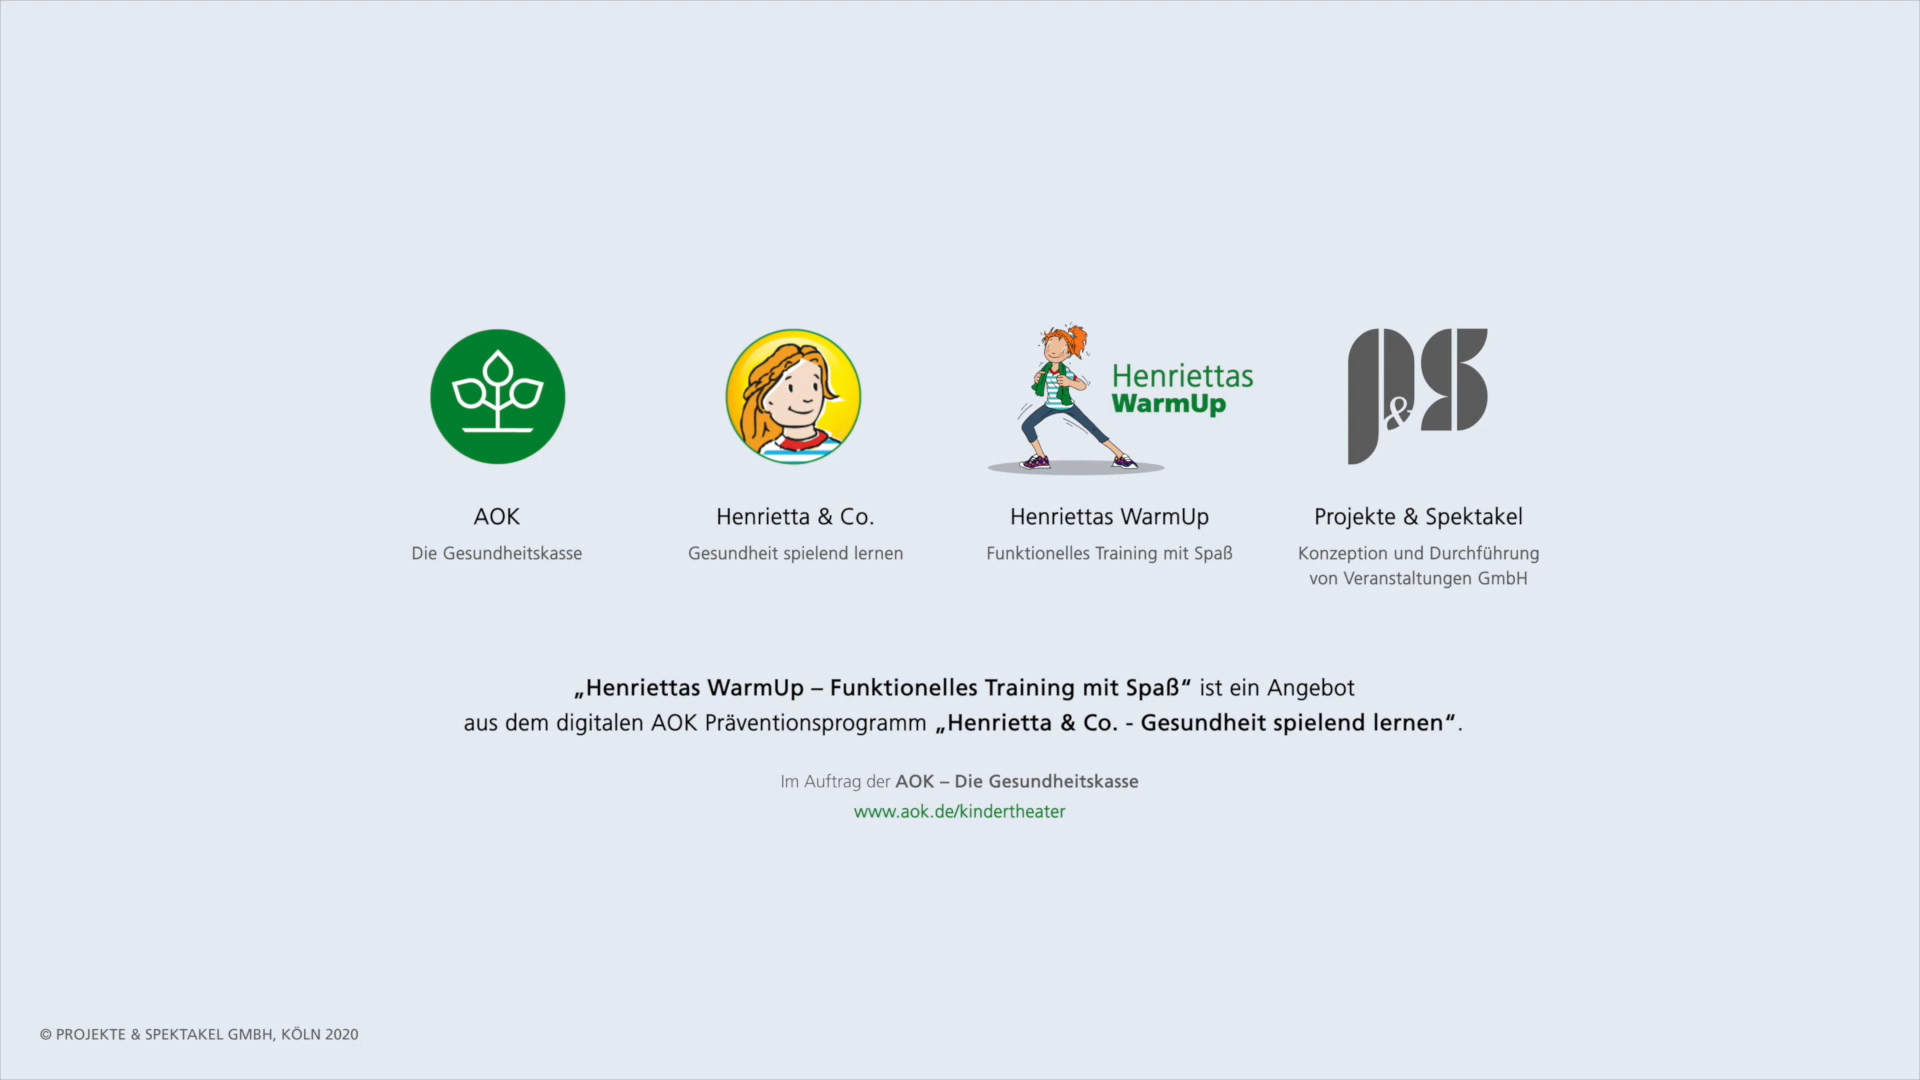 Henriettas
WarmUp
P&S
AOK
Die Gesundheitskasse
Henrietta & Co.
Gesundheit spielend lernen
Henriettas WarmUp
Funktionelles Training mit Spaß
Projekte & Spektakel
Konzeption und Durchführung
von Veranstaltungen GmbH
„Henriettas WarmUp – Funktionelles Training mit Spaß“ ist ein Angebot
aus dem digitalen AOK Präventionsprogramm „Henrietta & Co. - Gesundheit spielend lernen“.
Im Auftrag der AOK – Die Gesundheitskasse
www.aok.de/kindertheater
© PROJEKTE & SPEKTAKEL GMBH, KÖLN 2020